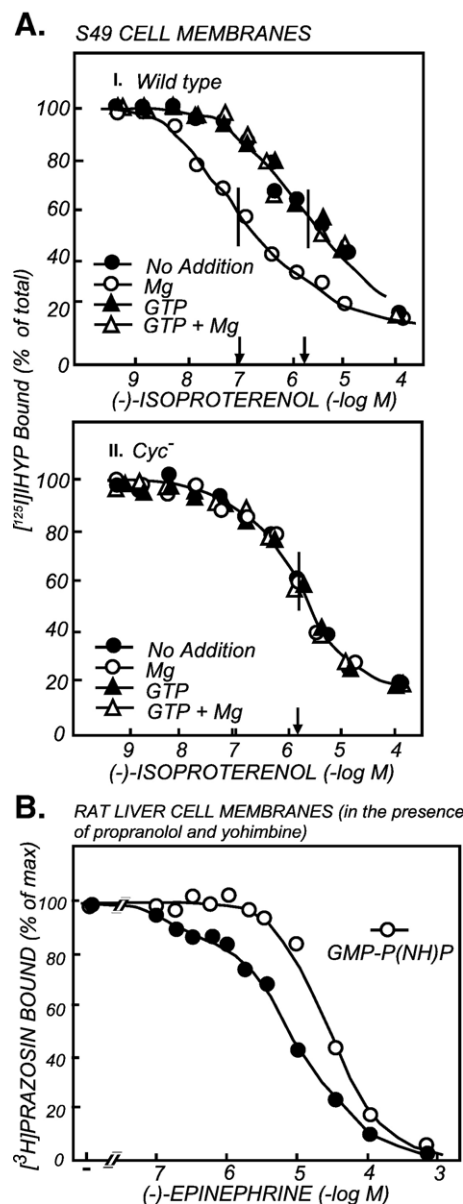 A.
S49 CELL MEMBRANES
I. Wild type
100
80
60
40
20
0
No Addition
Mg
GTP
GTP + Mg
9 8 7 6 5 4
(-)-ISOPROTERENOL (-log M)
[¹²⁵I]IHYP Bound (% of total)
II. Cyc⁻
100
80
60
40
20
0
No Addition
Mg
GTP
GTP + Mg
9 8 7 6 5 4
(-)-ISOPROTERENOL (-log M)
B.
RAT LIVER CELL MEMBRANES (in the presence
of propranolol and yohimbine)
[³H]PRAZOSIN BOUND (% of max)
100
80
60
40
20
0
GMP-P(NH)P
- 7 6 5 4 3
(-)-EPINEPHRINE (-log M)